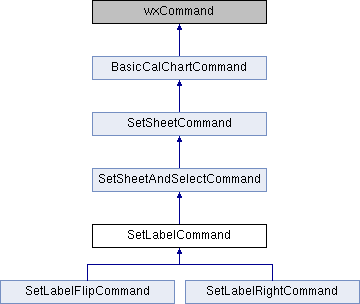 wxCommand
BasicCalChartCommand
SetSheetCommand
SetSheetAndSelectCommand
SetLabelCommand
SetLabelFlipCommand
SetLabelRightCommand